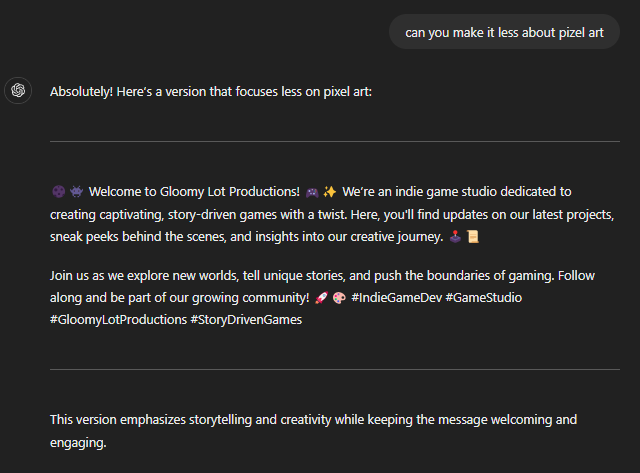 can you make it less about pizel art
Absolutely! Here's a version that focuses less on pixel art:
💀👾 Welcome to Gloomy Lot Productions! 🎮✨ We're an indie game studio dedicated to
creating captivating, story-driven games with a twist. Here, you'll find updates on our latest projects,
sneak peeks behind the scenes, and insights into our creative journey. 🕹️📜
Join us as we explore new worlds, tell unique stories, and push the boundaries of gaming. Follow
along and be part of our growing community! 🚀🎨 #IndieGameDev #GameStudio
#GloomyLotProductions #StoryDrivenGames
This version emphasizes storytelling and creativity while keeping the message welcoming and
engaging.